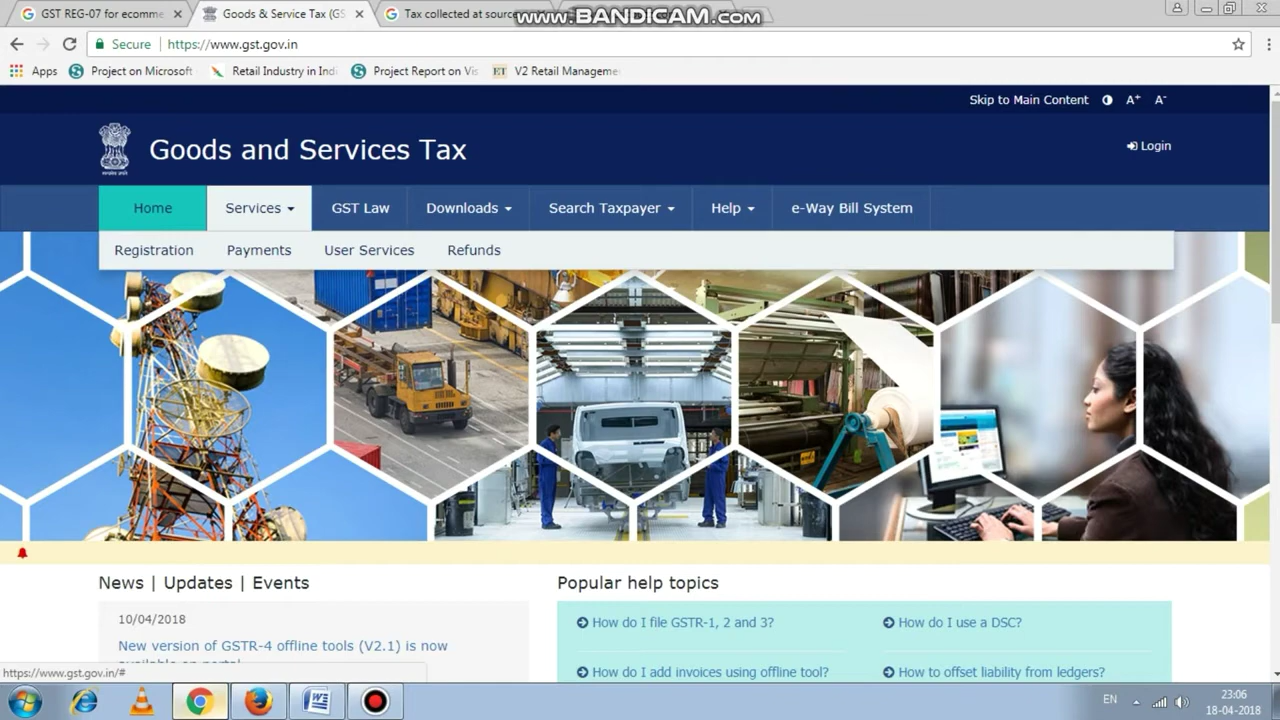 GST REG-07 for ecomme
Goods & Service Tax (GS
Tax collected at source
www.BANDICAM.com
Secure
https://www.gst.gov.in
Apps
Project on Microsoft
Retail Industry in Indi
Project Report on Vis
ET
V2 Retail Manageme
Skip to Main Content
A+
A-
Goods and Services Tax
Login
Home
Services
GST Law
Downloads
Search Taxpayer
Help
e-Way Bill System
Registration
Payments
User Services
Refunds
News | Updates | Events
Popular help topics
10/04/2018
New version of GSTR-4 offline tools (V2.1) is now
available on portal
How do I file GSTR-1, 2 and 3?
How do I use a DSC?
How do I add invoices using offline tool?
How to offset liability from ledgers?
https://www.gst.gov.in/#
EN
23:06
18-04-2018